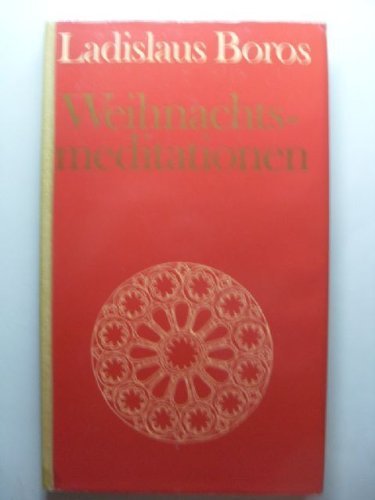 Ladislaus Boros
Weihnachts-
meditationen